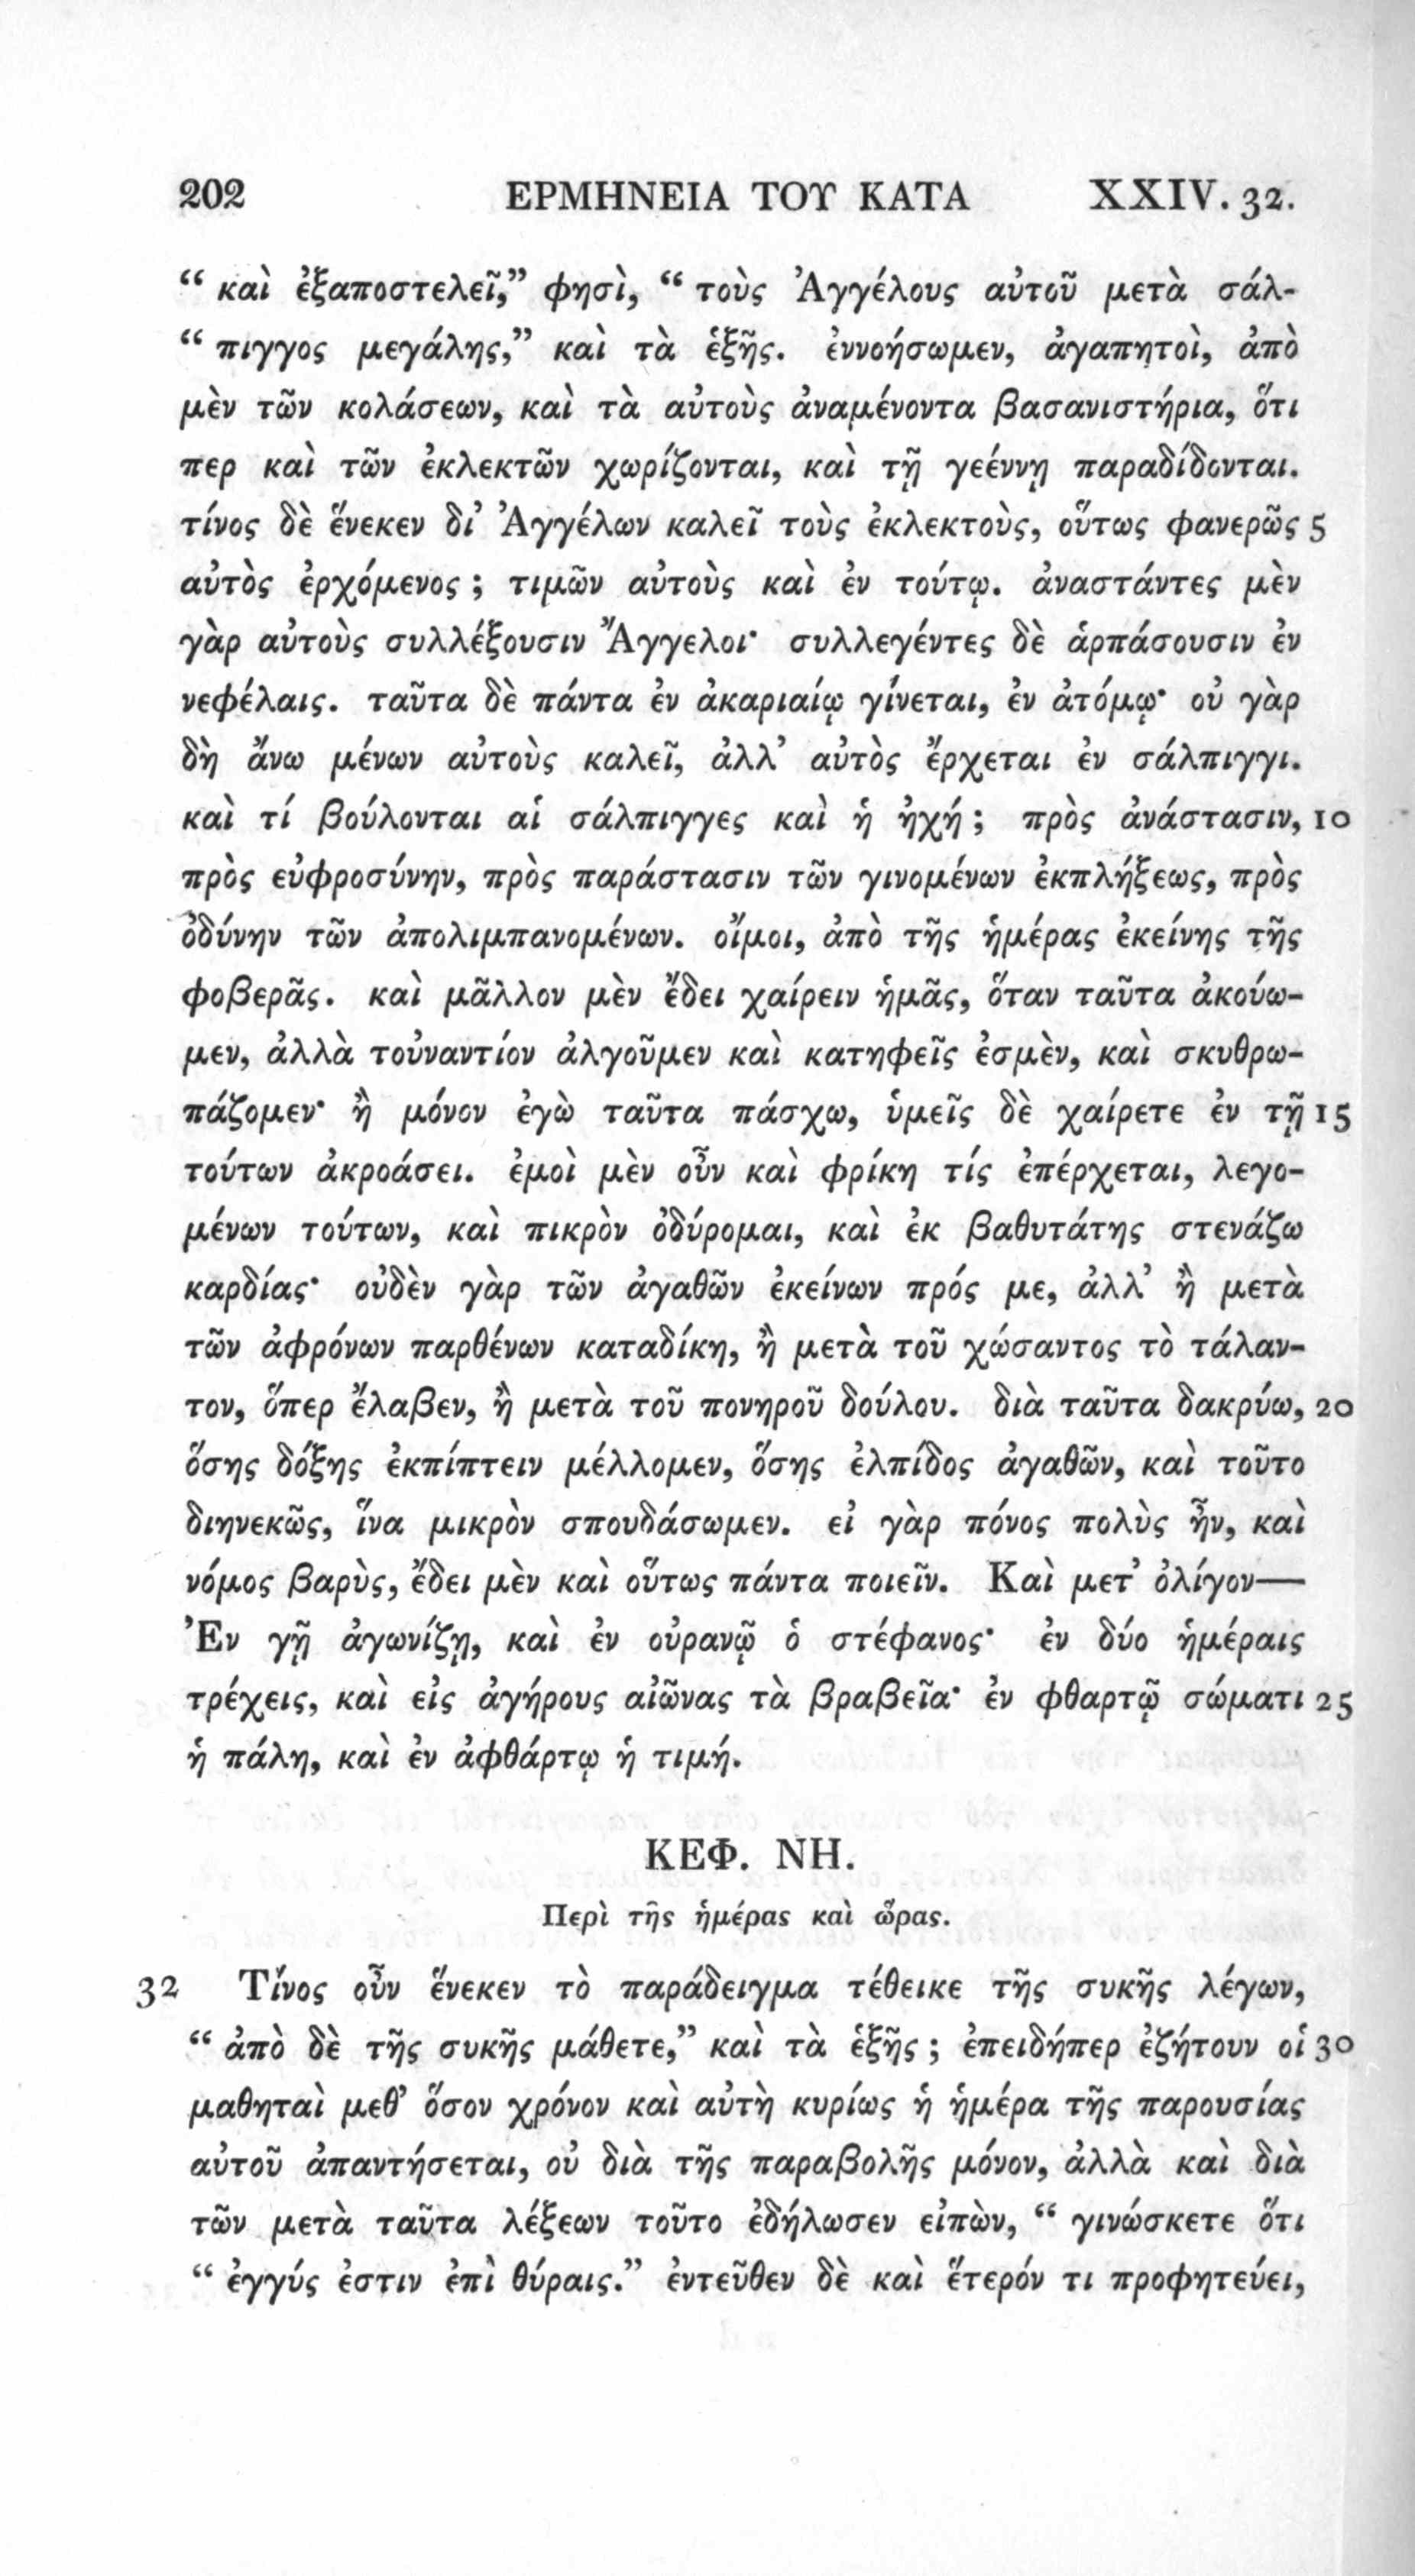 202 ΕΡΜΗΝΕΙΑ ΤΟΥ ΚΑΤΑ XXIV. 32.
“ καὶ ἐξαποστελεῖ,” φησὶ, “ τοὺς Ἀγγέλους αὐτοῦ μετὰ σάλ-
“ πιγγος μεγάλης,” καὶ τὰ ἑξῆς. ἐννοήσωμεν, ἀγαπητοὶ, ἀπὸ
μὲν τῶν κολάσεων, καὶ τὰ αὐτοὺς ἀναμένοντα βασανιστήρια, ὅτι
περ καὶ τῶν ἐκλεκτῶν χωρίζονται, καὶ τῇ γεέννῃ παραδίδονται.
τίνος δὲ ἕνεκεν δι’ Ἀγγέλων καλεῖ τοὺς ἐκλεκτοὺς, οὕτως φανερῶς 5
αὐτὸς ἐρχόμενος ; τιμῶν αὐτοὺς καὶ ἐν τούτῳ. ἀναστάντες μὲν
γὰρ αὐτοὺς συλλέξουσιν Ἄγγελοι· συλλεγέντες δὲ ἁρπάσουσιν ἐν
νεφέλαις. ταῦτα δὲ πάντα ἐν ἀκαριαίῳ γίνεται, ἐν ἀτόμῳ· οὐ γὰρ
δὴ ἄνω μένων αὐτοὺς καλεῖ, ἀλλ’ αὐτὸς ἔρχεται ἐν σάλπιγγι.
καὶ τί βούλονται αἱ σάλπιγγες καὶ ἡ ἠχή ; πρὸς ἀνάστασιν, 10
πρὸς εὐφροσύνην, πρὸς παράστασιν τῶν γινομένων ἐκπλήξεως, πρὸς
ὀδύνην τῶν ἀπολιμπανομένων. οἴμοι, ἀπὸ τῆς ἡμέρας ἐκείνης τῆς
φοβερᾶς. καὶ μᾶλλον μὲν ἔδει χαίρειν ἡμᾶς, ὅταν ταῦτα ἀκούω-
μεν, ἀλλὰ τοὐναντίον ἀλγοῦμεν καὶ κατηφεῖς ἐσμὲν, καὶ σκυθρω-
πάζομεν· ἢ μόνον ἐγὼ ταῦτα πάσχω, ὑμεῖς δὲ χαίρετε ἐν τῇ 15
τούτων ἀκροάσει. ἐμοὶ μὲν οὖν καὶ φρίκη τίς ἐπέρχεται, λεγο-
μένων τούτων, καὶ πικρὸν ὀδύρομαι, καὶ ἐκ βαθυτάτης στενάζω
καρδίας· οὐδὲν γὰρ τῶν ἀγαθῶν ἐκείνων πρός με, ἀλλ’ ἢ μετὰ
τῶν ἀφρόνων παρθένων καταδίκη, ἢ μετὰ τοῦ χώσαντος τὸ τάλαν-
τον, ὅπερ ἔλαβεν, ἢ μετὰ τοῦ πονηροῦ δούλου. διὰ ταῦτα δακρύω, 20
ὅσης δόξης ἐκπίπτειν μέλλομεν, ὅσης ἐλπίδος ἀγαθῶν, καὶ τοῦτο
διηνεκῶς, ἵνα μικρὸν σπουδάσωμεν. εἰ γὰρ πόνος πολὺς ἦν, καὶ
νόμος βαρὺς, ἔδει μὲν καὶ οὕτως πάντα ποιεῖν. Καὶ μετ’ ὀλίγον—
Ἐν γῇ ἀγωνίζῃ, καὶ ἐν οὐρανῷ ὁ στέφανος· ἐν δύο ἡμέραις
τρέχεις, καὶ εἰς ἀγήρους αἰῶνας τὰ βραβεῖα· ἐν φθαρτῷ σώματι 25
ἡ πάλη, καὶ ἐν ἀφθάρτῳ ἡ τιμή.
ΚΕΦ. ΝΗ.
Περὶ τῆς ἡμέρας καὶ ὥρας.
32 Τίνος οὖν ἕνεκεν τὸ παράδειγμα τέθεικε τῆς συκῆς λέγων,
“ ἀπὸ δὲ τῆς συκῆς μάθετε,” καὶ τὰ ἑξῆς ; ἐπειδήπερ ἐζήτουν οἱ 30
μαθηταὶ μεθ’ ὅσον χρόνον καὶ αὐτὴ κυρίως ἡ ἡμέρα τῆς παρουσίας
αὐτοῦ ἀπαντήσεται, οὐ διὰ τῆς παραβολῆς μόνον, ἀλλὰ καὶ διὰ
τῶν μετὰ ταῦτα λέξεων τοῦτο ἐδήλωσεν εἰπὼν, “ γινώσκετε ὅτι
“ ἐγγύς ἐστιν ἐπὶ θύραις.” ἐντεῦθεν δὲ καὶ ἕτερόν τι προφητεύει,